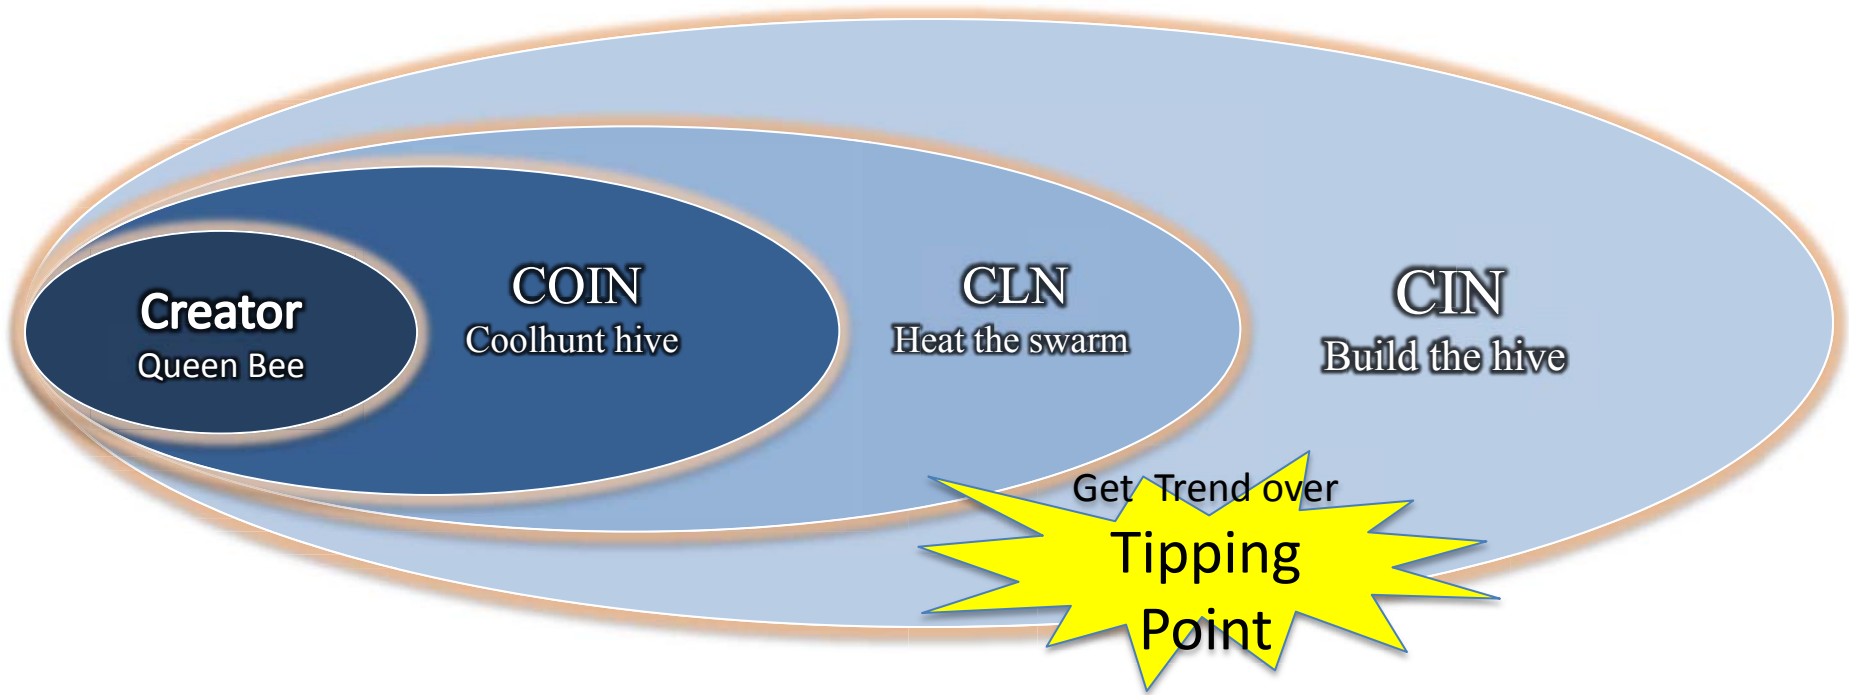 Creator
Queen Bee
COIN
Coolhunt hive
CLN
Heat the swarm
CIN
Build the hive
Get Trend over
Tipping
Point